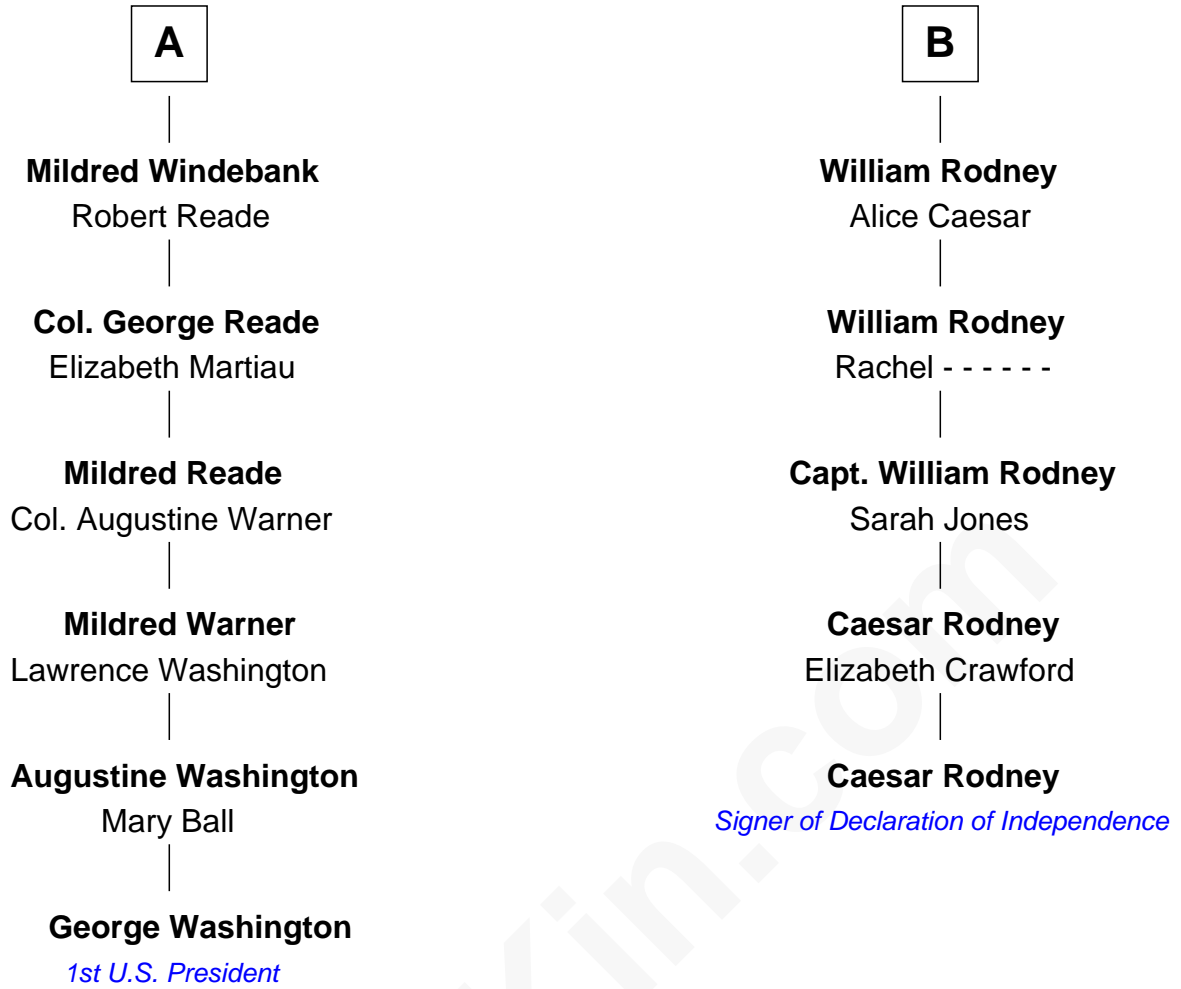 A
Mildred Windebank
Robert Reade
Col. George Reade
Elizabeth Martiau
Mildred Reade
Col. Augustine Warner
Mildred Warner
Lawrence Washington
Augustine Washington
Mary Ball
George Washington
1st U.S. President
B
William Rodney
Alice Caesar
William Rodney
Rachel - - - - - -
Capt. William Rodney
Sarah Jones
Caesar Rodney
Elizabeth Crawford
Caesar Rodney
Signer of Declaration of Independence
Kin.com